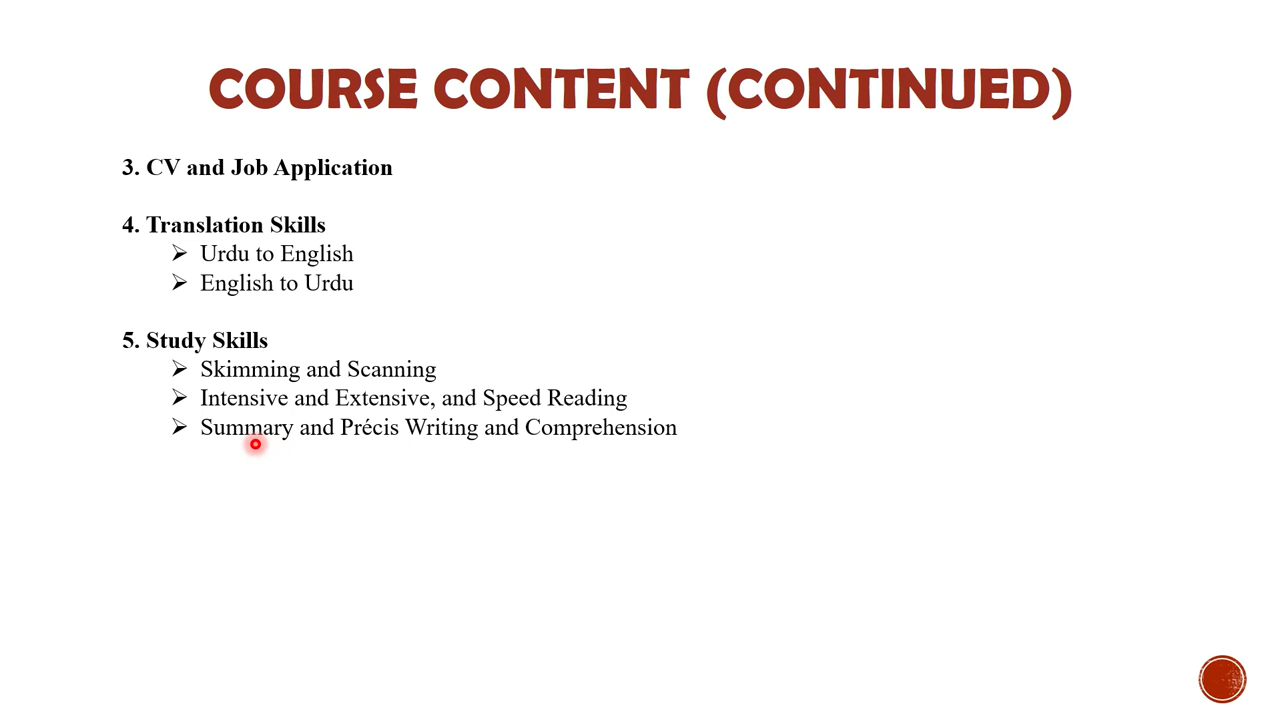 COURSE CONTENT (CONTINUED)
3. CV and Job Application
4. Translation Skills
➢ Urdu to English
➢ English to Urdu
5. Study Skills
➢ Skimming and Scanning
➢ Intensive and Extensive, and Speed Reading
➢ Summary and Précis Writing and Comprehension